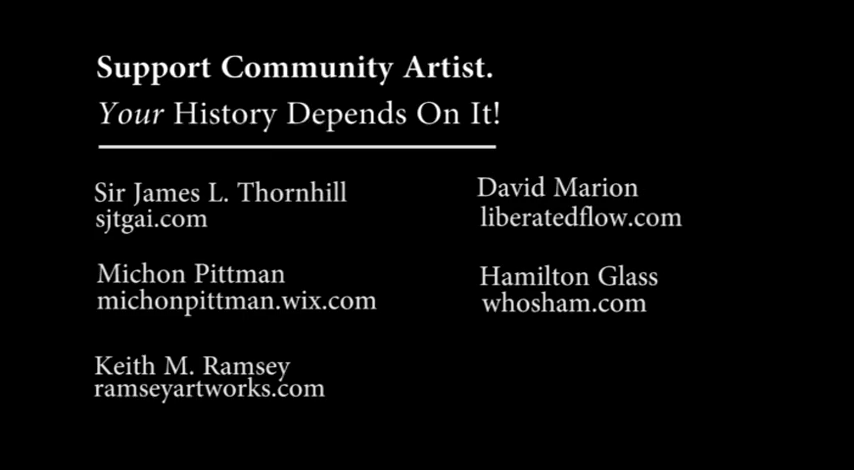 Support Community Artist.
Your History Depends On It!
Sir James L. Thornhill
sjtgai.com
Michon Pittman
michonpittman.wix.com
Keith M. Ramsey
ramseyartworks.com
David Marion
liberatedflow.com
Hamilton Glass
whosham.com